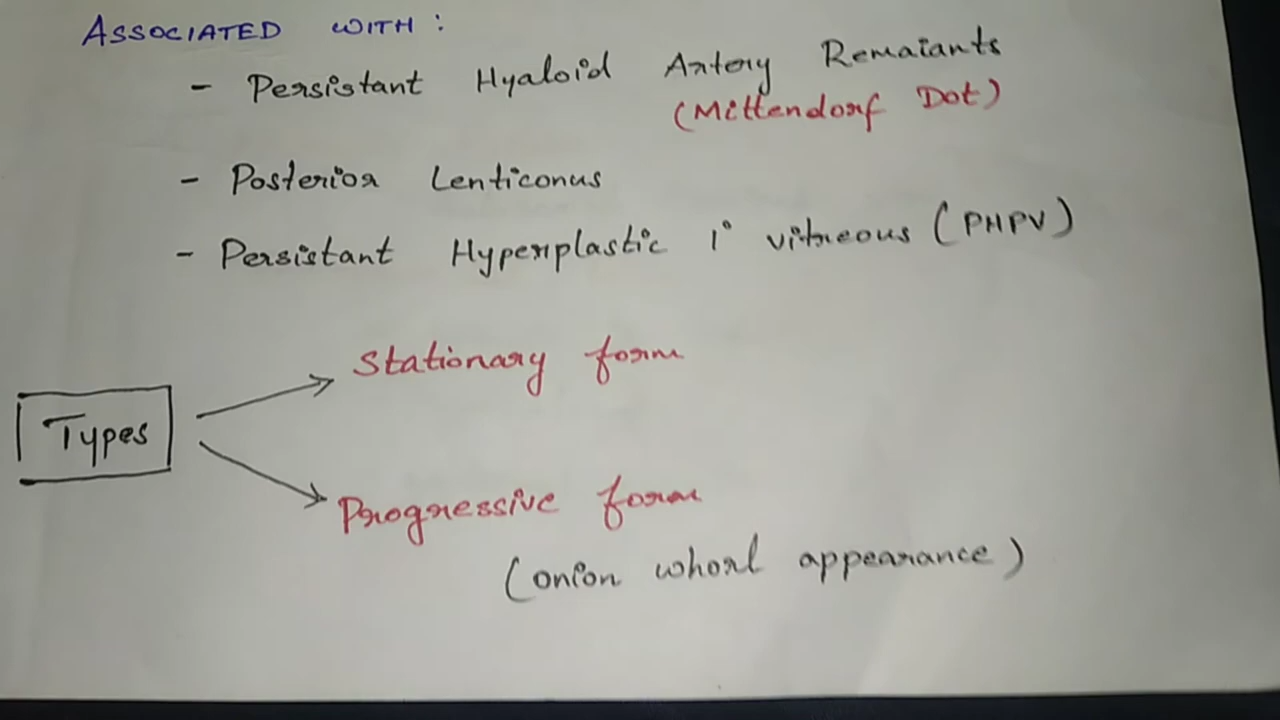 ASSOCIATED WITH :
- Persistant Hyaloid Artery Remaiants
(Mittendorf Dot)
- Posterior Lenticonus
- Persistant Hyperplastic 1° vitreous (PHPV)
Stationary form
Types
Progressive form
(onion whorl appearance)